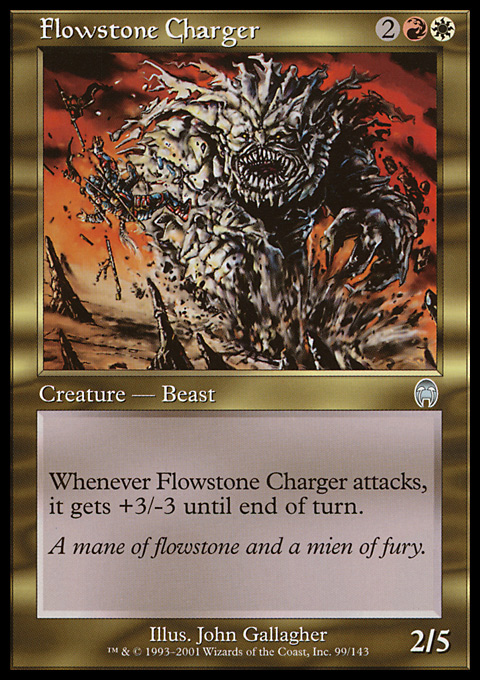 Flowstone Charger 2
Creature — Beast
Whenever Flowstone Charger attacks,
it gets +3/-3 until end of turn.
A mane of flowstone and a mien of fury.
Illus. John Gallagher
2/5
™ & © 1993-2001 Wizards of the Coast, Inc. 99/143